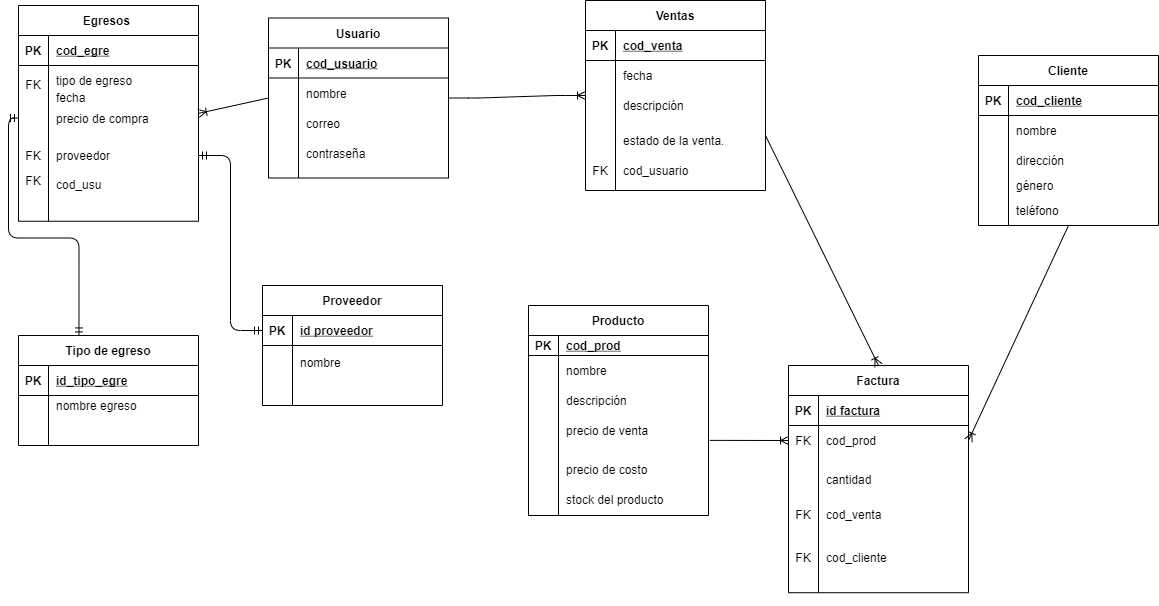 Egresos
PK cod_egre
FK tipo de egreso
fecha
precio de compra
FK proveedor
FK cod_usu
Usuario
PK cod_usuario
nombre
correo
contraseña
Ventas
PK cod_venta
fecha
descripción
estado de la venta.
FK cod_usuario
Cliente
PK cod_cliente
nombre
dirección
género
teléfono
Tipo de egreso
PK id_tipo_egre
nombre egreso
Proveedor
PK id proveedor
nombre
Producto
PK cod_prod
nombre
descripción
precio de venta
precio de costo
stock del producto
Factura
PK id factura
FK cod_prod
cantidad
FK cod_venta
FK cod_cliente